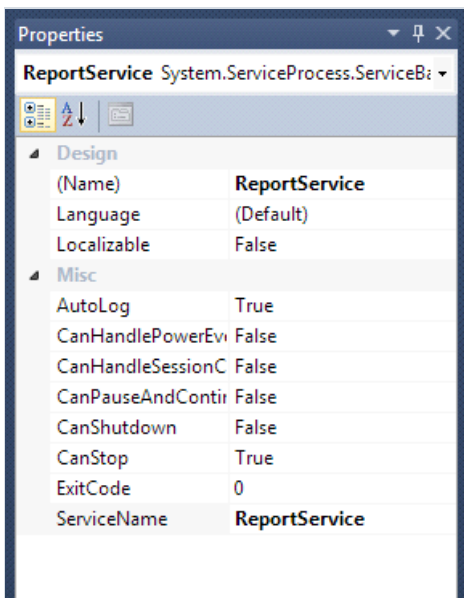 Properties
ReportService System.ServiceProcess.ServiceBa
Design
(Name) ReportService
Language (Default)
Localizable False
Misc
AutoLog True
CanHandlePowerEv False
CanHandleSessionC False
CanPauseAndContin False
CanShutdown False
CanStop True
ExitCode 0
ServiceName ReportService